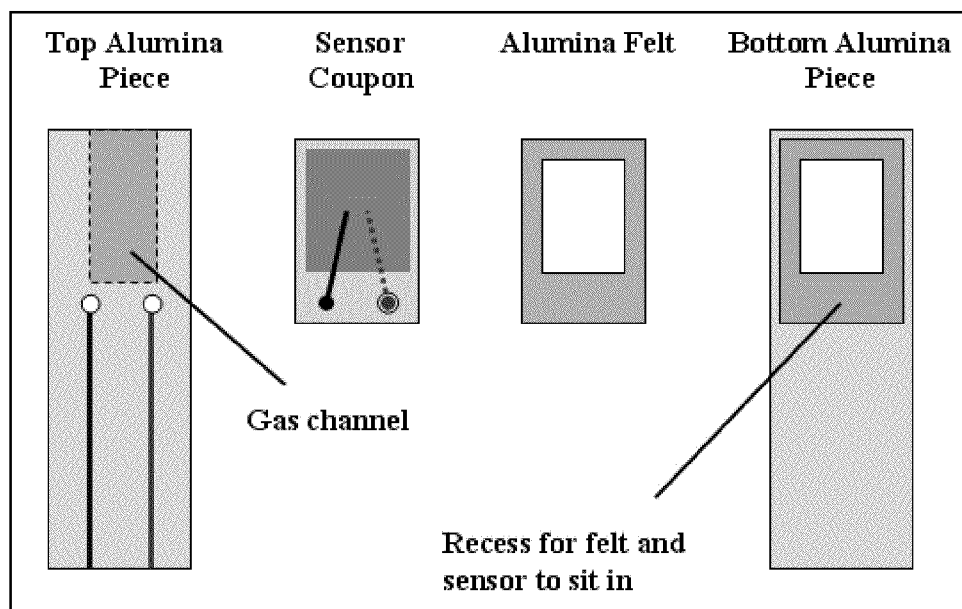 Top Alumina
Piece
Sensor
Coupon
Alumina Felt
Bottom Alumina
Piece
Gas channel
Recess for felt and
sensor to sit in